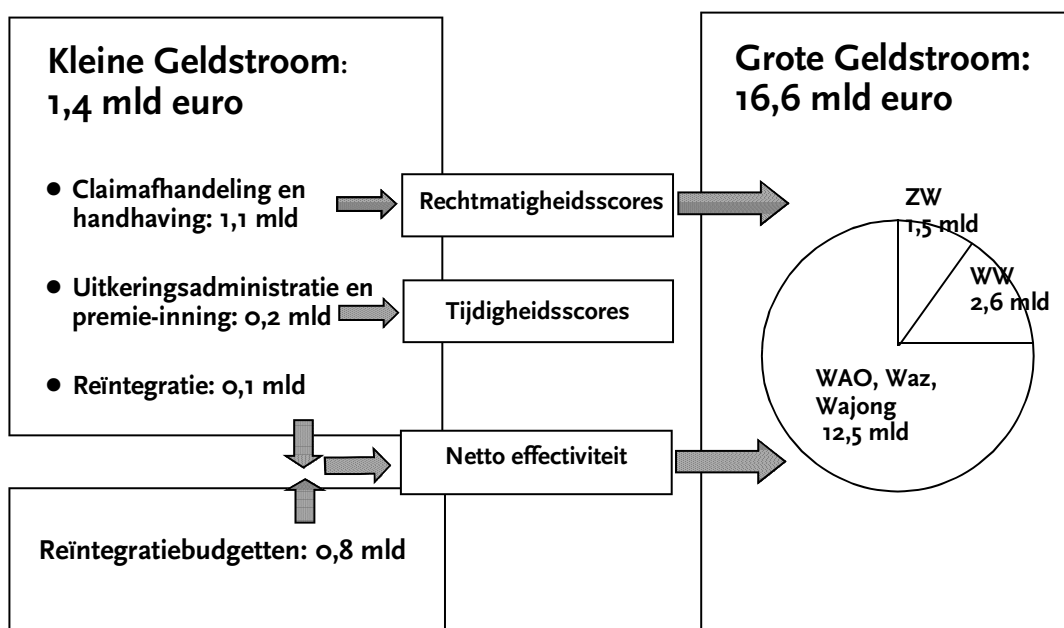 Kleine Geldstroom:
1,4 mld euro
• Claimafhandeling en
handhaving: 1,1 mld
• Uitkeringsadministratie en
premie-inning: 0,2 mld
• Reïntegratie: 0,1 mld
Reïntegratiebudgetten: 0,8 mld
Rechtmatigheidsscores
Tijdigheidsscores
Netto effectiviteit
Grote Geldstroom:
16,6 mld euro
ZW
1,5 mld
WW
2,6 mld
WAO, Waz,
Wajong
12,5 mld